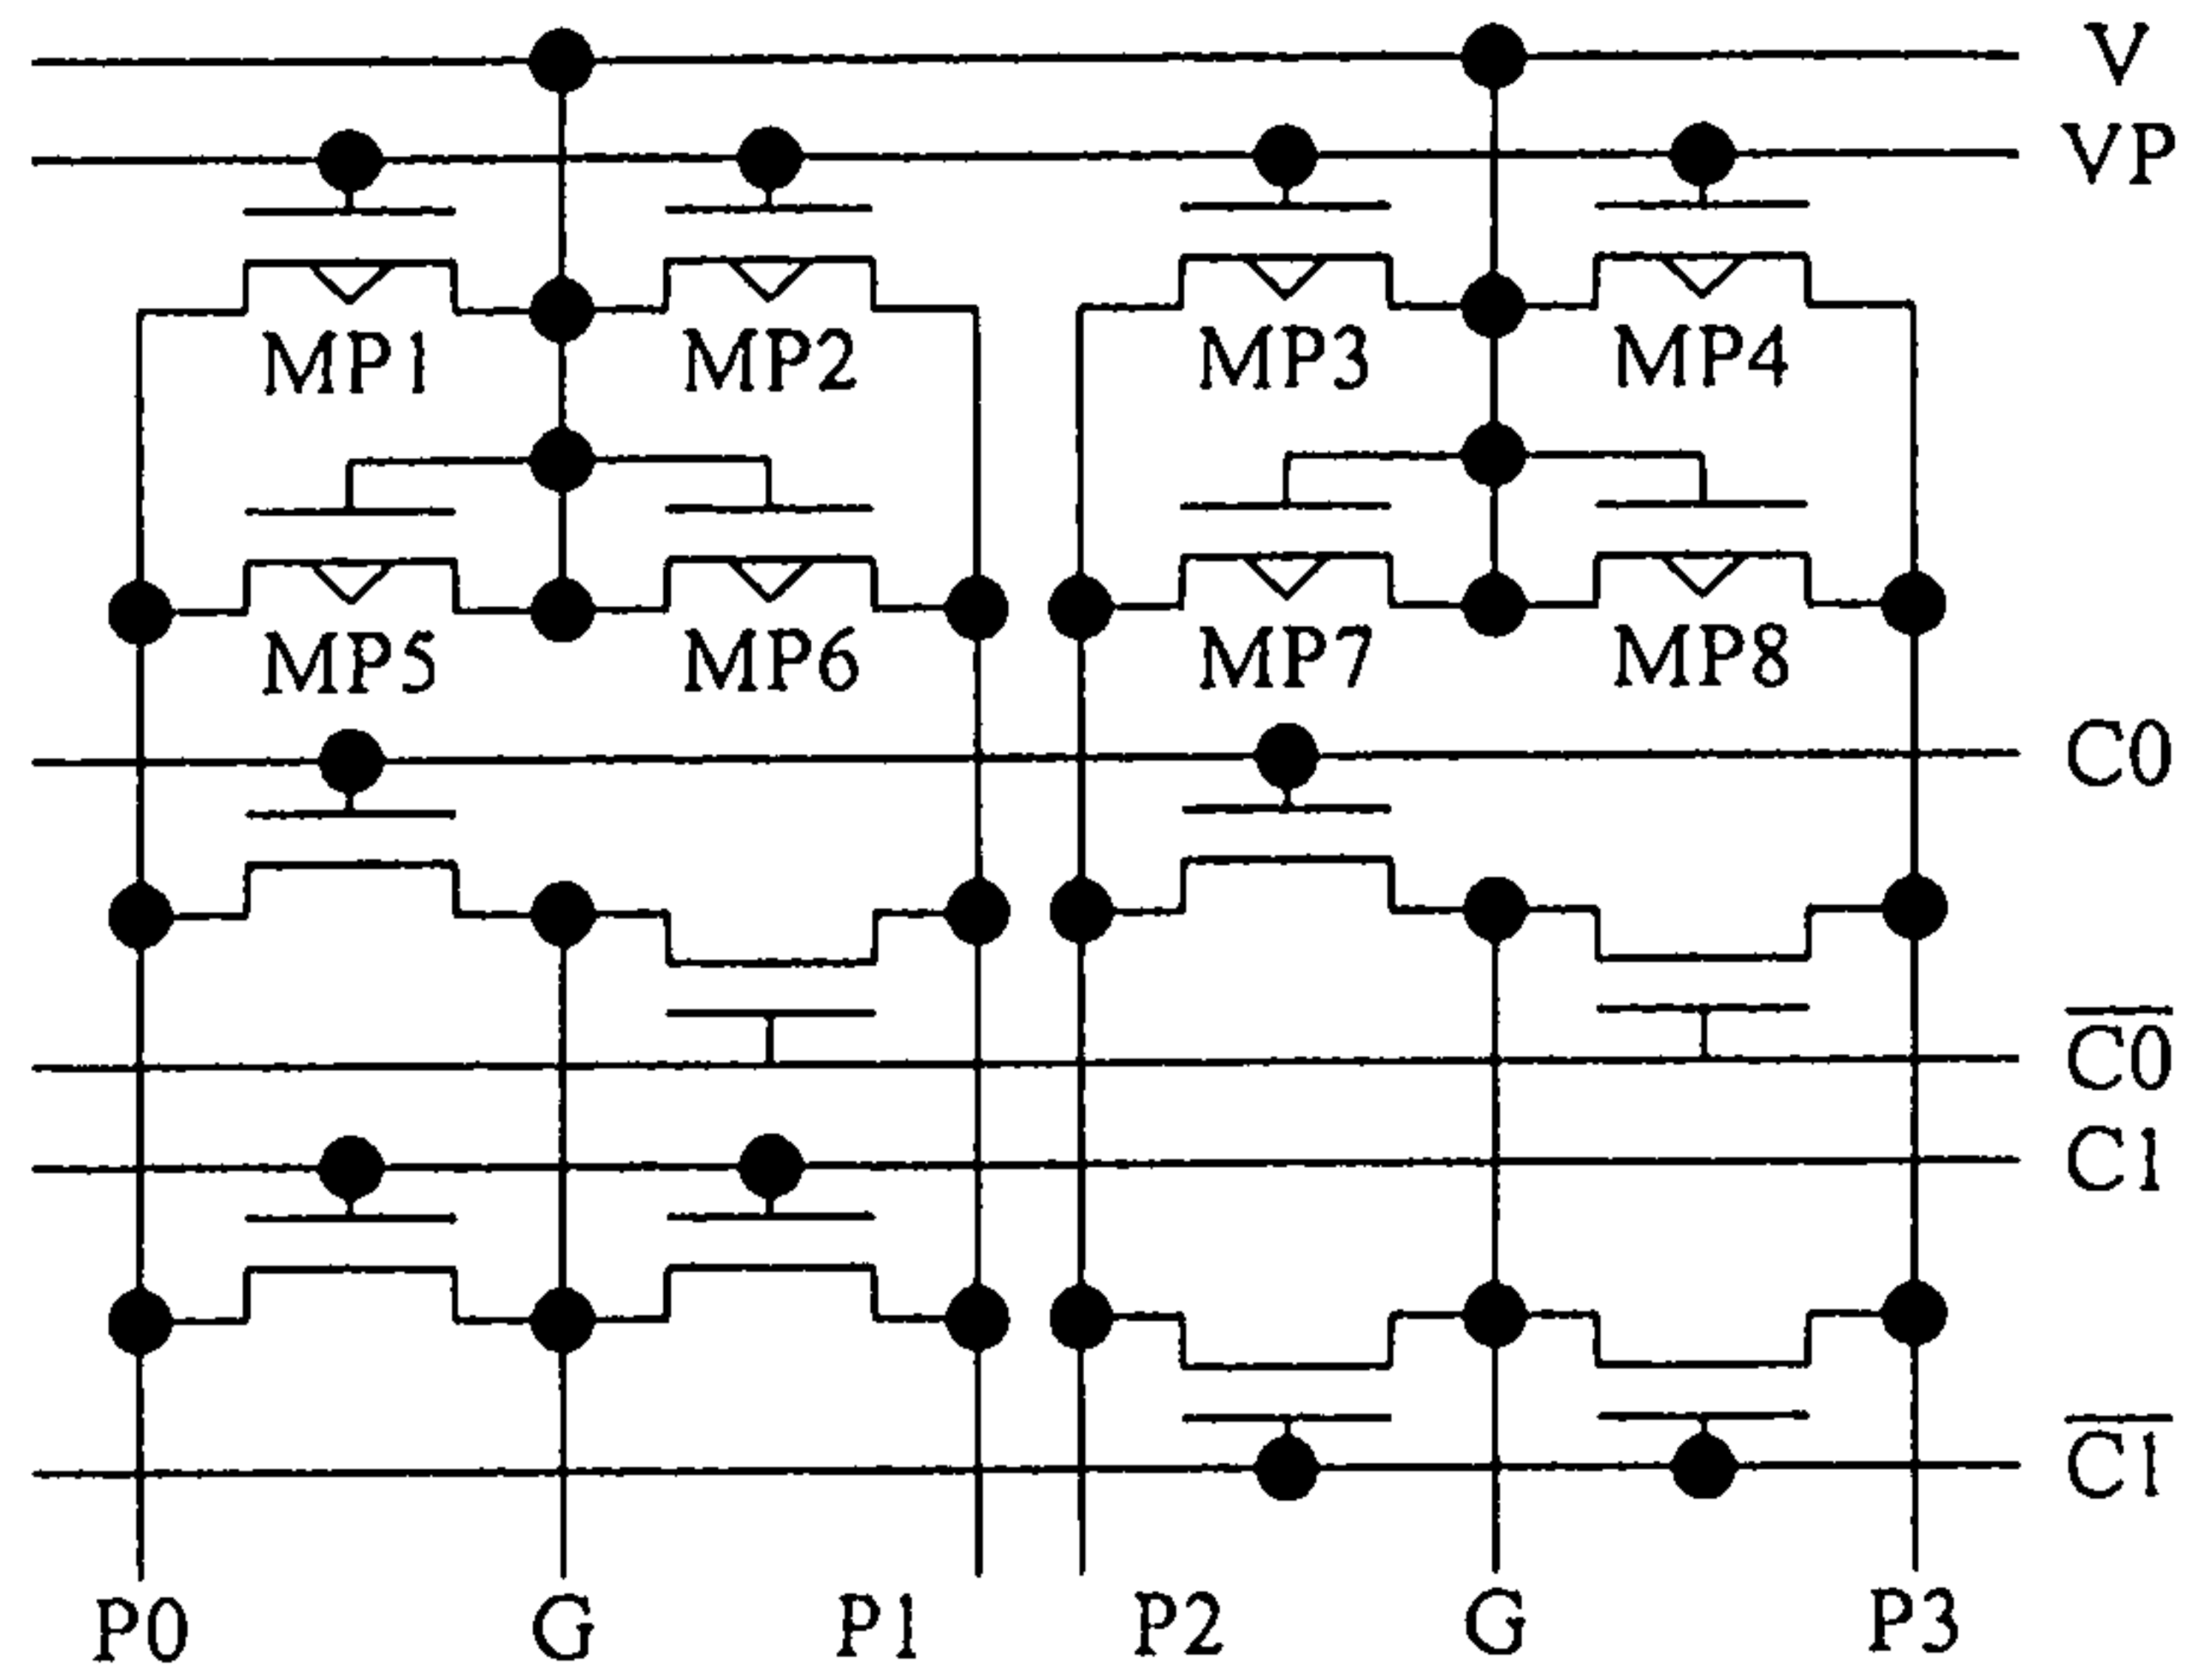 V
VP
MP1 MP2 MP3 MP4
MP5 MP6 MP7 MP8
C0
C̅0̅
C1
C̅1̅
P0 G P1 P2 G P3